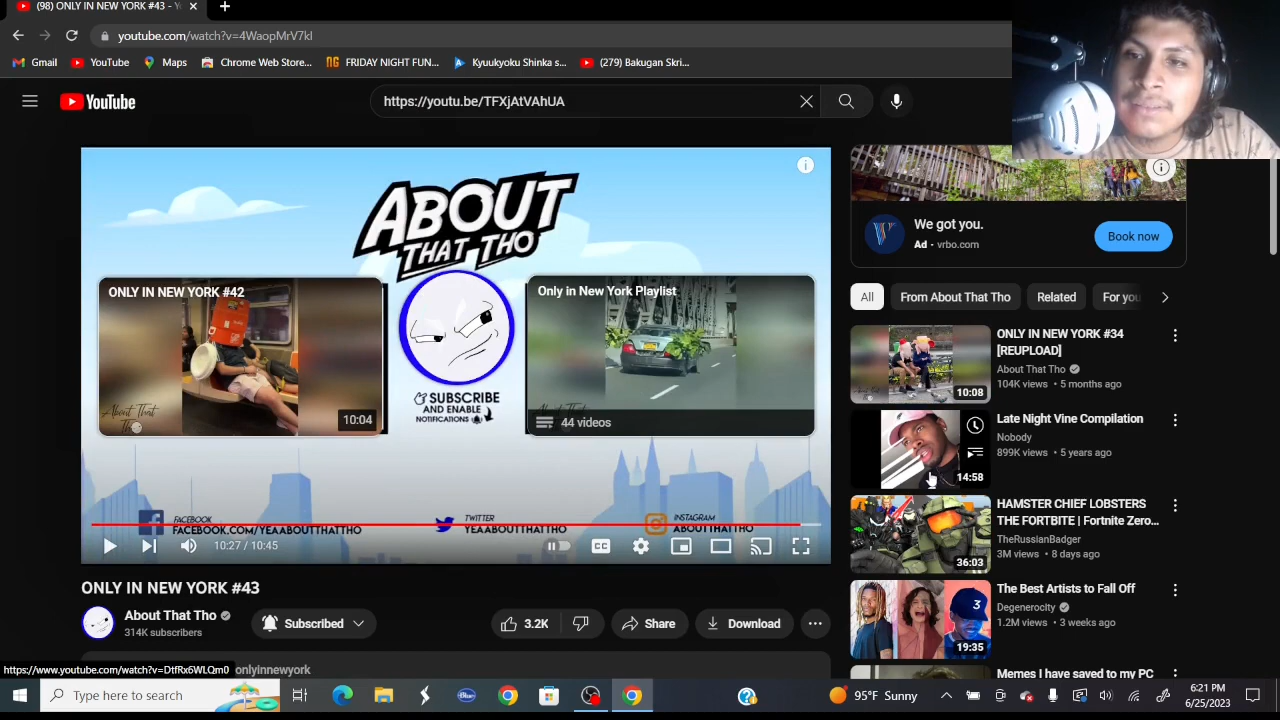 (98) ONLY IN NEW YORK #43 - Y
youtube.com/watch?v=4WaopMrV7kI
Gmail
YouTube
Maps
Chrome Web Store...
FRIDAY NIGHT FUN...
Kyuukyoku Shinka s...
(279) Bakugan Skri...
YouTube
https://youtu.be/TFXjAtVAhUA
ABOUT
THAT THO
ONLY IN NEW YORK #42
About That
10:04
SUBSCRIBE
AND ENABLE
NOTIFICATIONS
Only in New York Playlist
44 videos
FACEBOOK
FACEBOOK.COM/YEAABOUTTHATTHO
TWITTER
YEAABOUTTHATTHO
INSTAGRAM
ABOUTTHATTHO
10:27 / 10:45
CC
ONLY IN NEW YORK #43
About That Tho
314K subscribers
Subscribed
3.2K
Share
Download
https://www.youtube.com/watch?v=DtfRx6WLQm0
onlyinnewyork
We got you.
Ad · vrbo.com
Book now
All
From About That Tho
Related
For you
ONLY IN NEW YORK #34
[REUPLOAD]
About That Tho
104K views • 5 months ago
10:08
Late Night Vine Compilation
Nobody
899K views • 5 years ago
14:58
HAMSTER CHIEF LOBSTERS
THE FORTBITE | Fortnite Zero...
TheRussianBadger
3M views • 8 days ago
36:03
The Best Artists to Fall Off
Degenerocity
1.2M views • 3 weeks ago
19:35
Memes I have saved to my PC
Type here to search
95°F Sunny
6:21 PM
6/25/2023